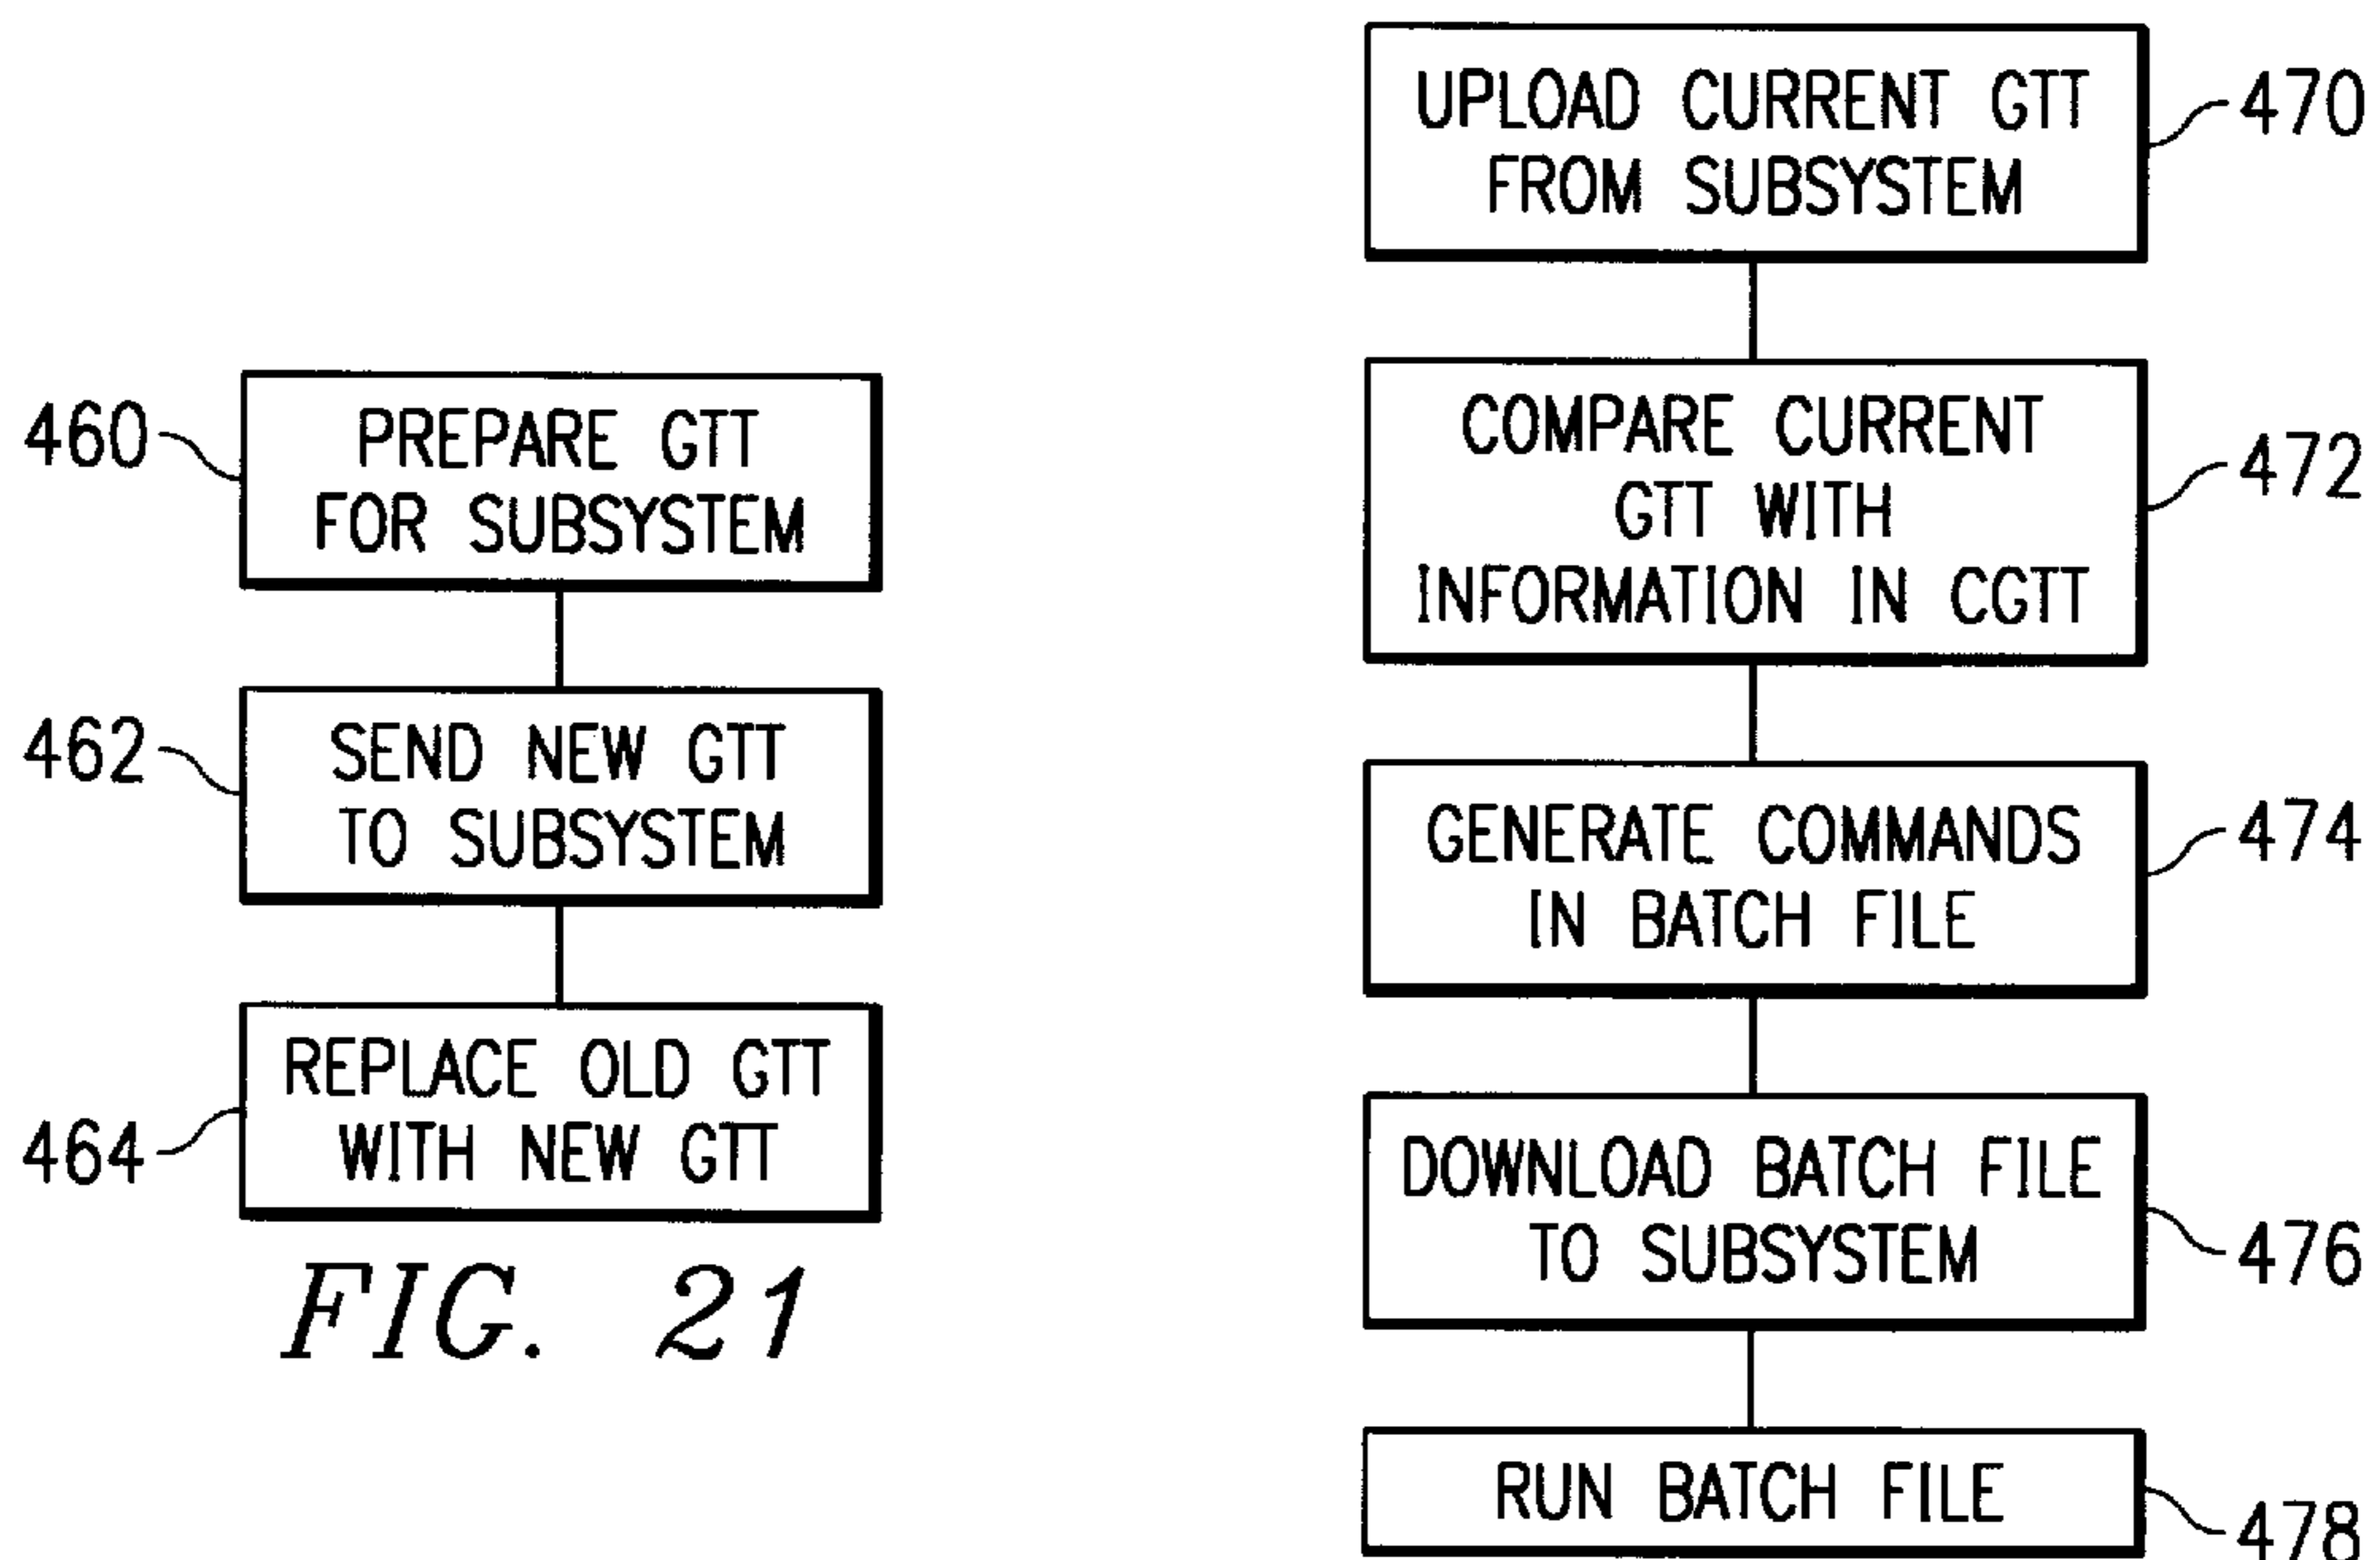 460
PREPARE GTT
FOR SUBSYSTEM
462
SEND NEW GTT
TO SUBSYSTEM
464
REPLACE OLD GTT
WITH NEW GTT
FIG. 21
UPLOAD CURRENT GTT
FROM SUBSYSTEM
470
COMPARE CURRENT
GTT WITH
INFORMATION IN CGTT
472
GENERATE COMMANDS
IN BATCH FILE
474
DOWNLOAD BATCH FILE
TO SUBSYSTEM
476
RUN BATCH FILE
478